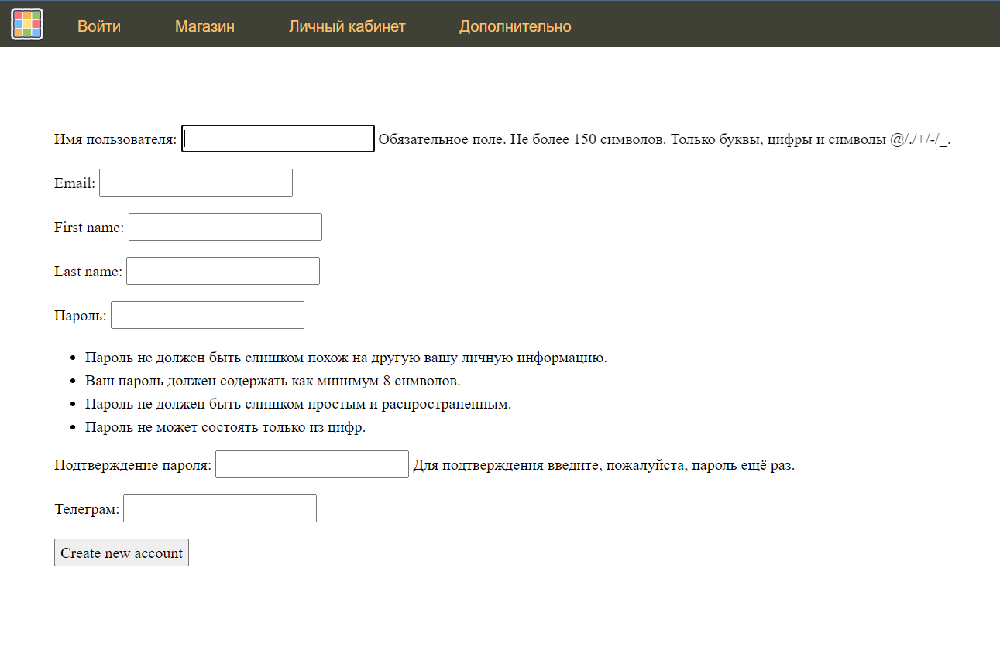 Войти Магазин Личный кабинет Дополнительно
Имя пользователя: Обязательное поле. Не более 150 символов. Только буквы, цифры и символы @/./+/-/_.
Email:
First name:
Last name:
Пароль:
• Пароль не должен быть слишком похож на другую вашу личную информацию.
• Ваш пароль должен содержать как минимум 8 символов.
• Пароль не должен быть слишком простым и распространенным.
• Пароль не может состоять только из цифр.
Подтверждение пароля: Для подтверждения введите, пожалуйста, пароль ещё раз.
Телеграм:
Create new account